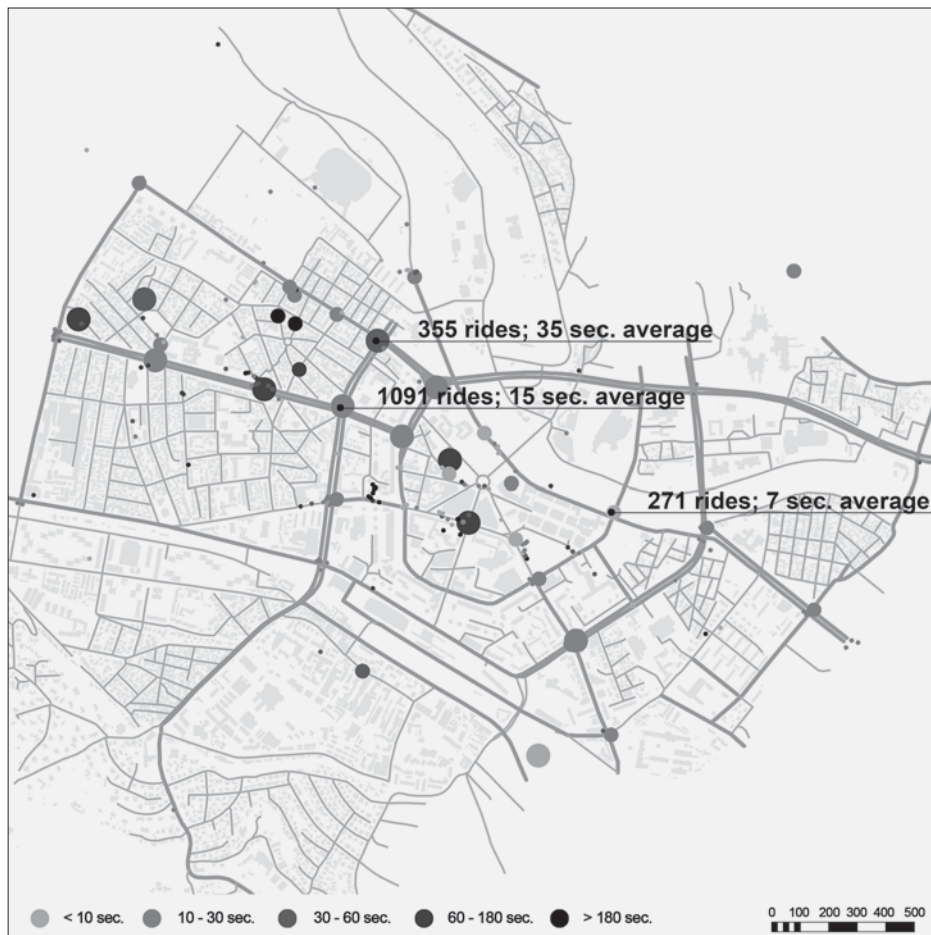 355 rides; 35 sec. average
1091 rides; 15 sec. average
271 rides; 7 sec. average
< 10 sec. 10 - 30 sec. 30 - 60 sec. 60 - 180 sec. > 180 sec.
0 100 200 300 400 500